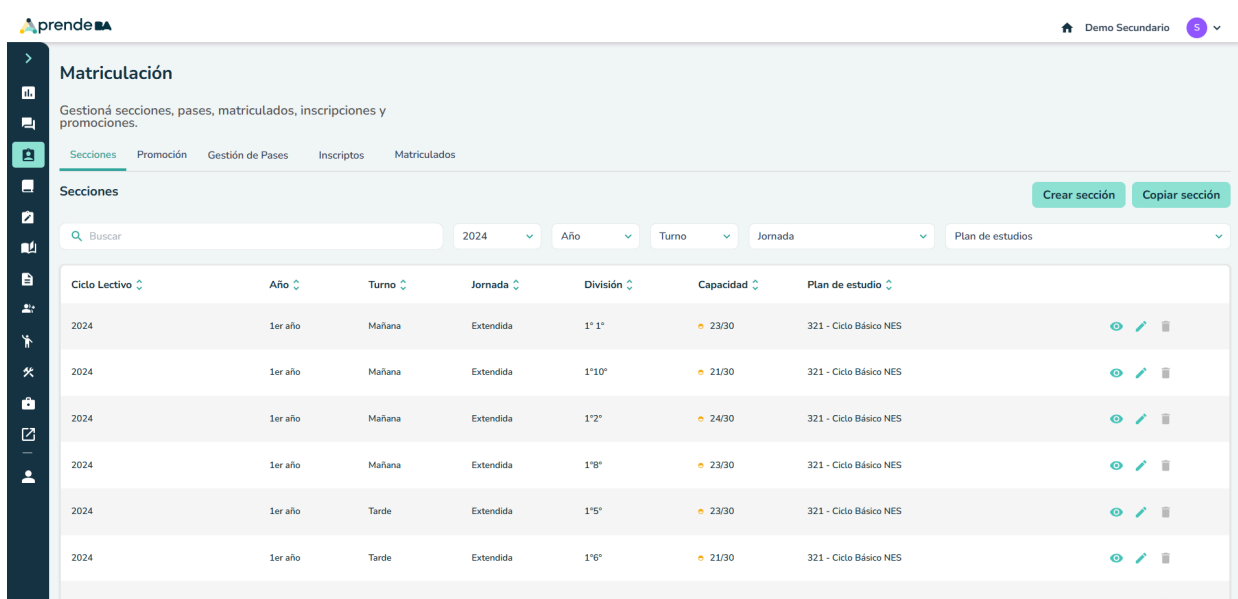 AprendeBA
Demo Secundario S
Matriculación
Gestioná secciones, pases, matriculados, inscripciones y
promociones.
Secciones Promoción Gestión de Pases Inscriptos Matriculados
Secciones Crear sección Copiar sección
Buscar 2024 Año Turno Jornada Plan de estudios
Ciclo Lectivo Año Turno Jornada División Capacidad Plan de estudio
2024 1er año Mañana Extendida 1° 1° 23/30 321 - Ciclo Básico NES
2024 1er año Mañana Extendida 1°10° 21/30 321 - Ciclo Básico NES
2024 1er año Mañana Extendida 1°2° 24/30 321 - Ciclo Básico NES
2024 1er año Mañana Extendida 1°8° 23/30 321 - Ciclo Básico NES
2024 1er año Tarde Extendida 1°5° 23/30 321 - Ciclo Básico NES
2024 1er año Tarde Extendida 1°6° 21/30 321 - Ciclo Básico NES